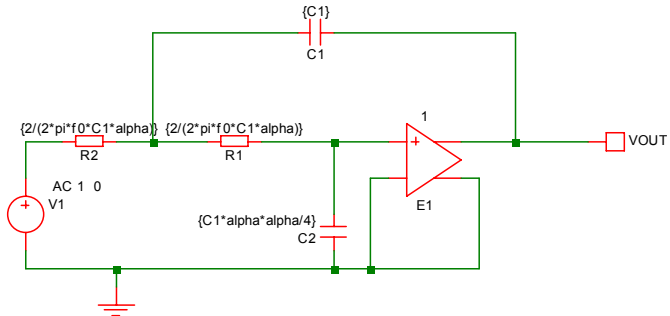 {C1}
C1
{2/(2*pi*f0*C1*alpha)} {2/(2*pi*f0*C1*alpha)}
1
R2
R1
VOUT
AC 1 0
V1
E1
{C1*alpha*alpha/4}
C2